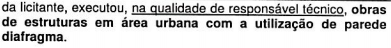 da licitante, executou, na qualidade de responsável técnico, obras
de estruturas em área urbana com a utilização de parede
diafragma.